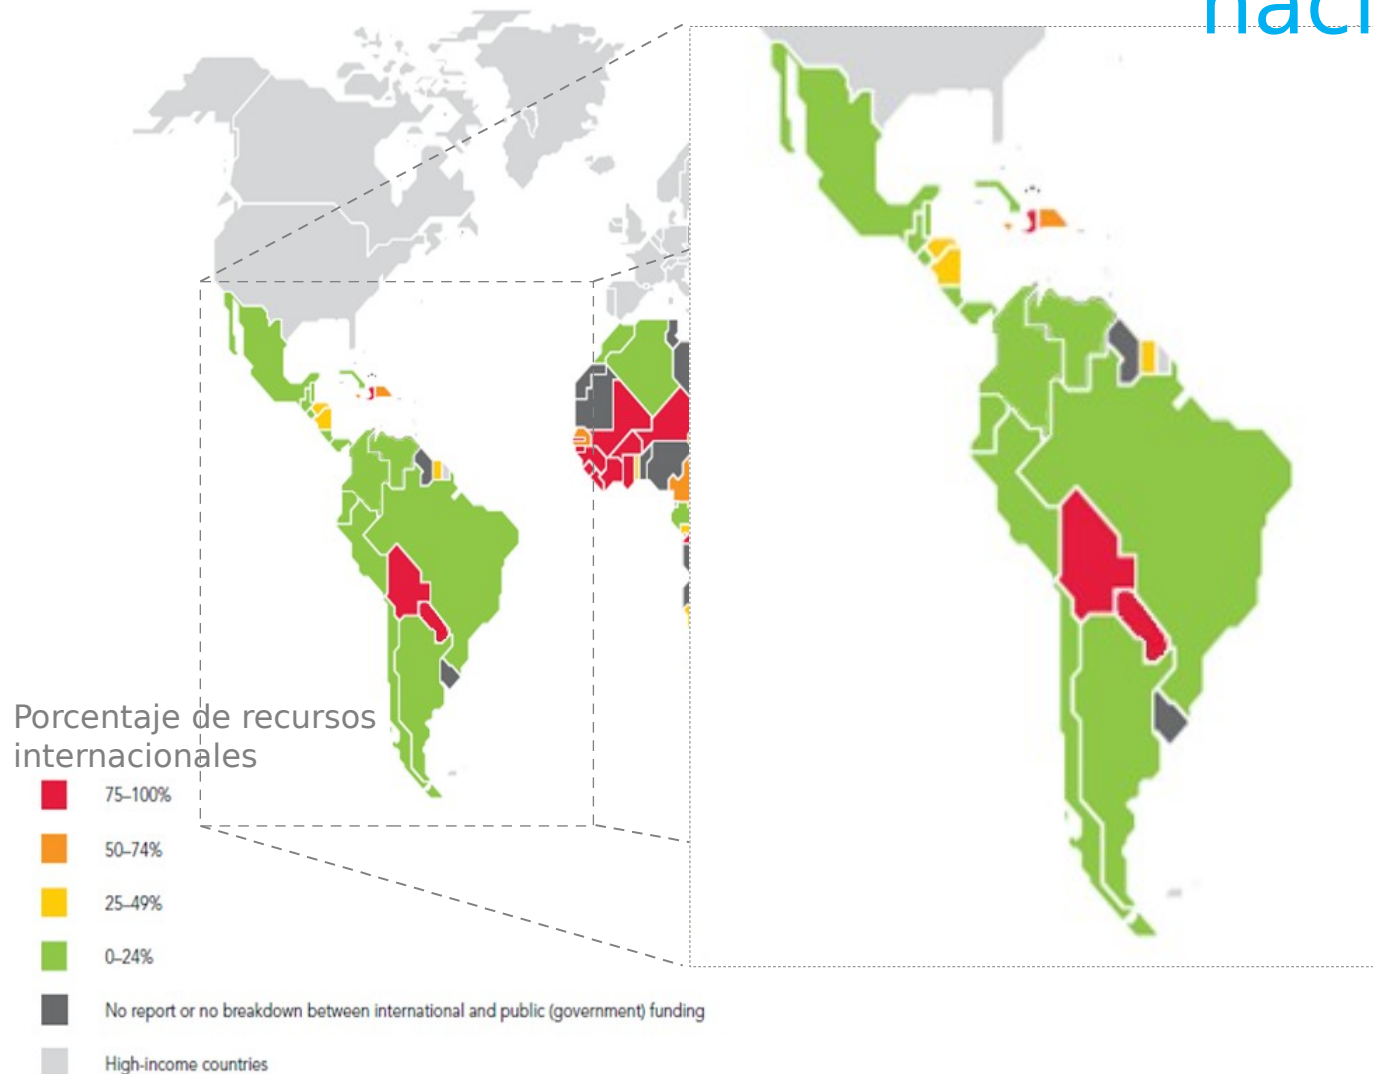 naci
Porcentaje de recursos
internacionales
75–100%
50–74%
25–49%
0–24%
No report or no breakdown between international and public (government) funding
High-income countries